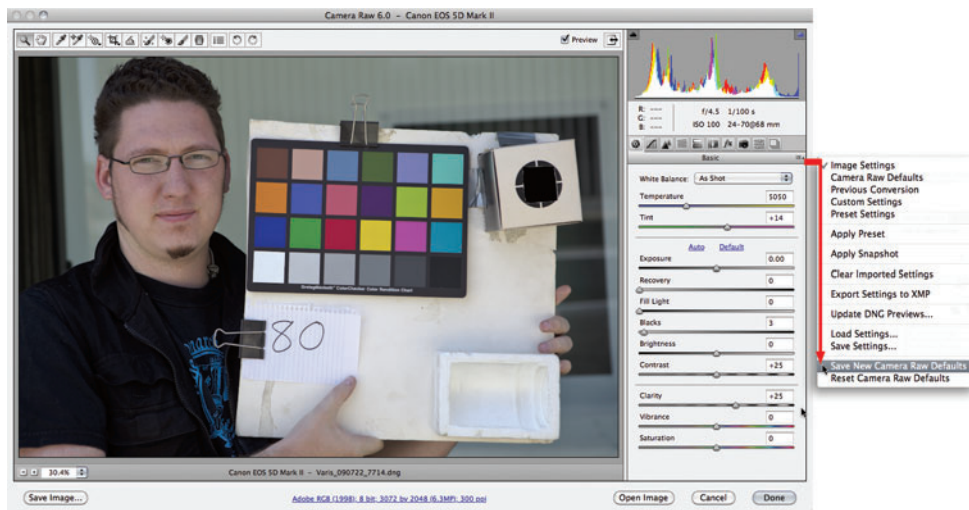 Camera Raw 6.0 – Canon EOS 5D Mark II
Preview
R: ---
G: ---
B: ---
f/4.5 1/100 s
ISO 100 24-70@68 mm
Basic
White Balance: As Shot
Temperature 5050
Tint +14
Auto Default
Exposure 0.00
Recovery 0
Fill Light 0
Blacks 3
Brightness 0
Contrast +25
Clarity +25
Vibrance 0
Saturation 0
✓ Image Settings
Camera Raw Defaults
Previous Conversion
Custom Settings
Preset Settings
Apply Preset
Apply Snapshot
Clear Imported Settings
Export Settings to XMP
Update DNG Previews...
Load Settings...
Save Settings...
Save New Camera Raw Defaults
Reset Camera Raw Defaults
ColorChecker Color Rendition Chart
80
30.4%
Canon EOS 5D Mark II – Varis_090722_7714.dng
Save Image...
Adobe RGB (1998); 8 bit; 3072 by 2048 (6.3MP); 300 ppi
Open Image
Cancel
Done